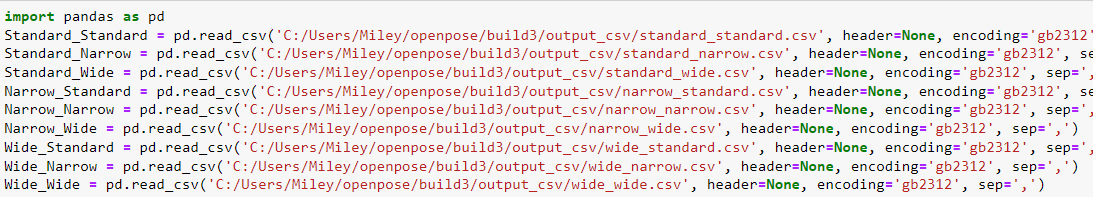 import pandas as pd
Standard_Standard = pd.read_csv('C:/Users/Miley/openpose/build3/output_csv/standard_standard.csv', header=None, encoding='gb2312'
Standard_Narrow = pd.read_csv('C:/Users/Miley/openpose/build3/output_csv/standard_narrow.csv', header=None, encoding='gb2312', se
Standard_Wide = pd.read_csv('C:/Users/Miley/openpose/build3/output_csv/standard_wide.csv', header=None, encoding='gb2312', sep=',
Narrow_Standard = pd.read_csv('C:/Users/Miley/openpose/build3/output_csv/narrow_standard.csv', header=None, encoding='gb2312', se
Narrow_Narrow = pd.read_csv('C:/Users/Miley/openpose/build3/output_csv/narrow_narrow.csv', header=None, encoding='gb2312', sep=',
Narrow_Wide = pd.read_csv('C:/Users/Miley/openpose/build3/output_csv/narrow_wide.csv', header=None, encoding='gb2312', sep=',')
Wide_Standard = pd.read_csv('C:/Users/Miley/openpose/build3/output_csv/wide_standard.csv', header=None, encoding='gb2312', sep=',
Wide_Narrow = pd.read_csv('C:/Users/Miley/openpose/build3/output_csv/wide_narrow.csv', header=None, encoding='gb2312', sep=',')
Wide_Wide = pd.read_csv('C:/Users/Miley/openpose/build3/output_csv/wide_wide.csv', header=None, encoding='gb2312', sep=',')